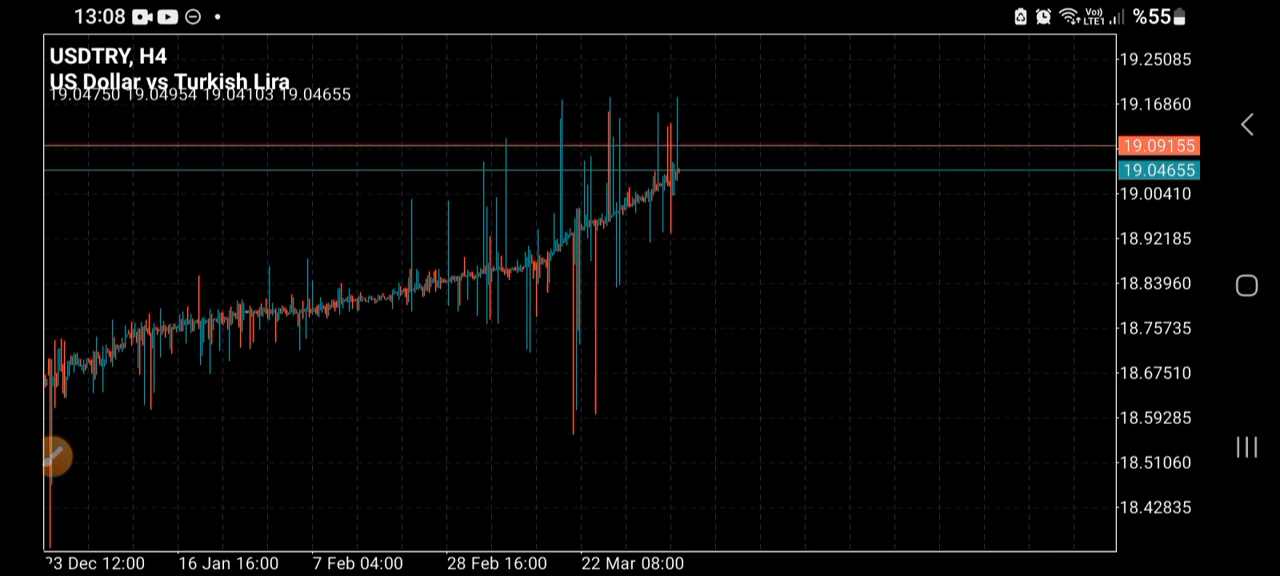 13:08
Vo)) LTE1 %55
USDTRY, H4
US Dollar vs Turkish Lira
19.04750 19.04954 19.04103 19.04655
19.25085
19.16860
19.09155
19.04655
19.00410
18.92185
18.83960
18.75735
18.67510
18.59285
18.51060
18.42835
23 Dec 12:00 16 Jan 16:00 7 Feb 04:00 28 Feb 16:00 22 Mar 08:00